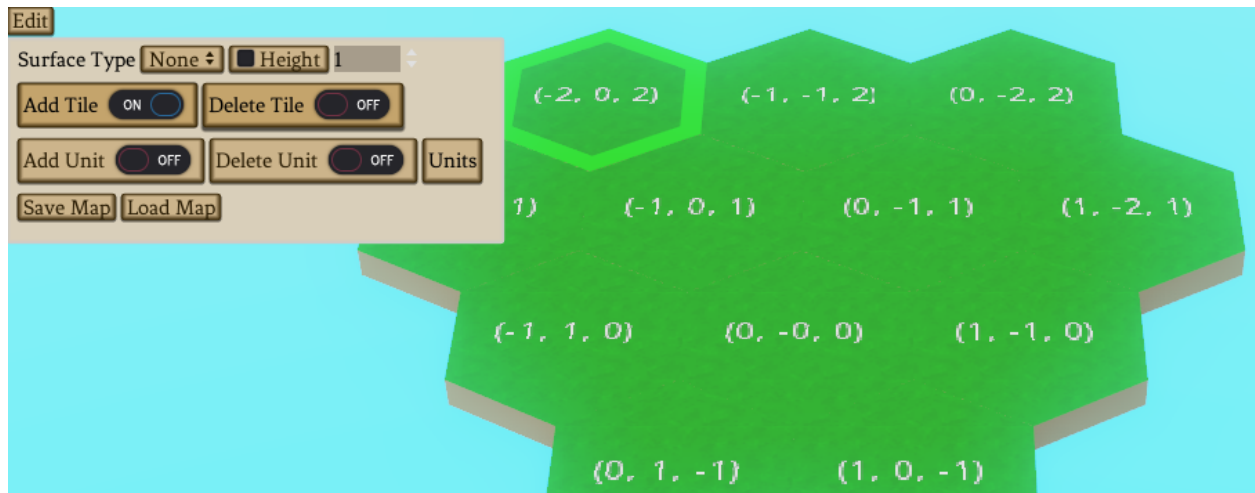 Edit
Surface Type None Height 1
Add Tile ON Delete Tile OFF
Add Unit OFF Delete Unit OFF Units
Save Map Load Map
(-2, 0, 2) (-1, -1, 2) (0, -2, 2)
1) (-1, 0, 1) (0, -1, 1) (1, -2, 1)
(-1, 1, 0) (0, -0, 0) (1, -1, 0)
(0, 1, -1) (1, 0, -1)